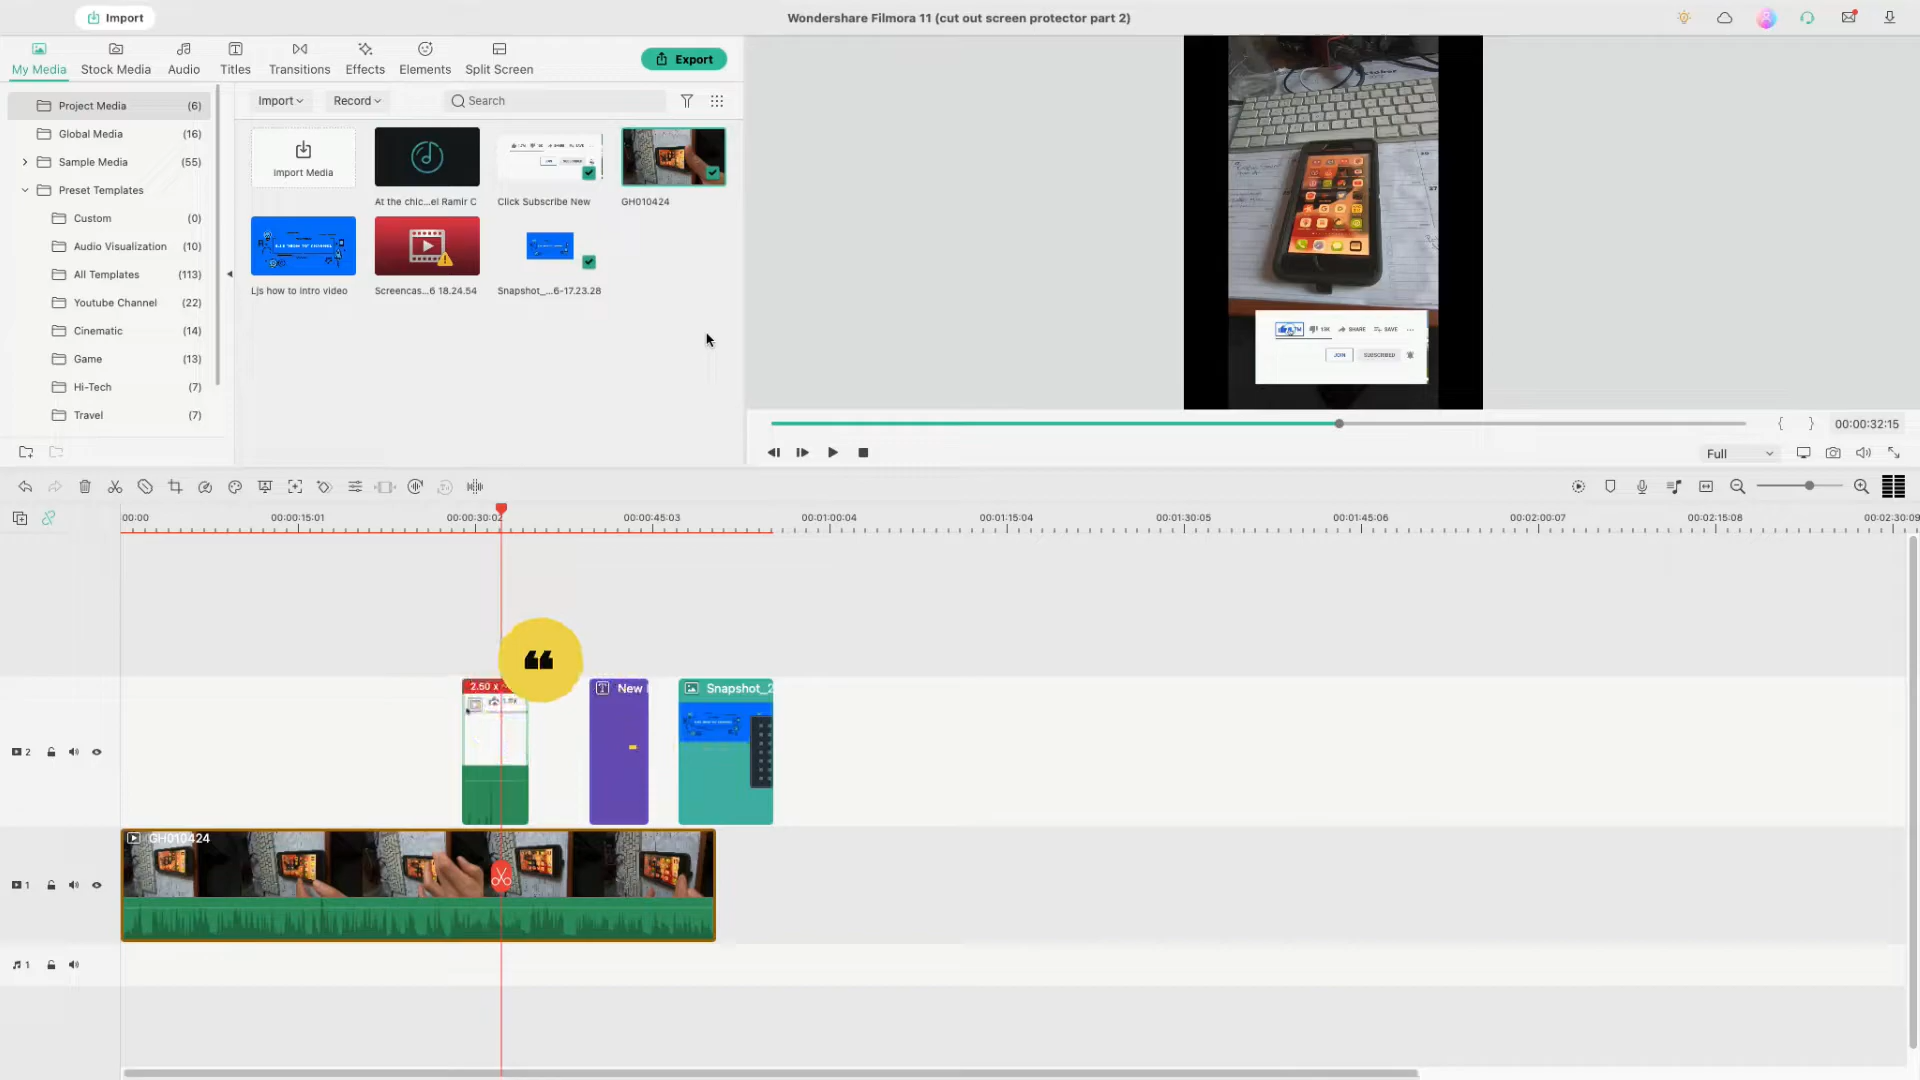 Import
Wondershare Filmora 11 (cut out screen protector part 2)
My Media
Stock Media
Audio
Titles
Transitions
Effects
Elements
Split Screen
Export
Project Media (6)
Global Media (16)
Sample Media (55)
Preset Templates
Custom (0)
Audio Visualization (10)
All Templates (113)
Youtube Channel (22)
Cinematic (14)
Game (13)
Hi-Tech (7)
Travel (7)
Import
Record
Search
Import Media
At the chic...el Ramir C
Click Subscribe New
GH010424
Ljs how to intro video
Screencas...6 18.24.54
Snapshot_...6-17.23.28
SHARE
SAVE
JOIN
SUBSCRIBED
00:00:32:15
Full
00:00
00:00:15:01
00:00:30:02
00:00:45:03
00:01:00:04
00:01:15:04
00:01:30:05
00:01:45:06
00:02:00:07
00:02:15:08
00:02:30:09
2.50 x
New
Snapshot_2
2
GH010424
1
1